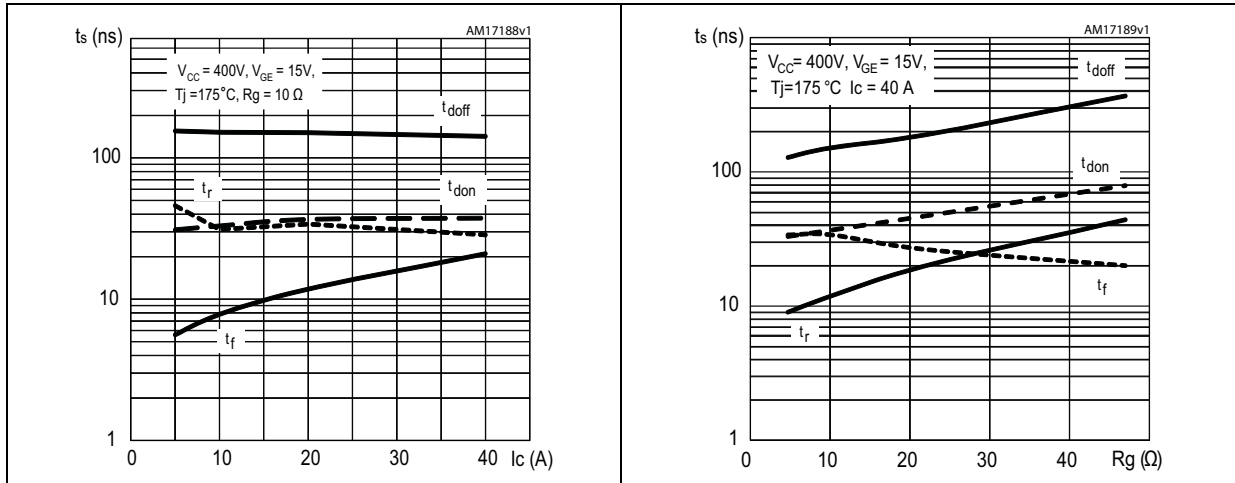 AM17188v1
ts (ns)
VCC = 400V, VGE = 15V,
Tj =175°C, Rg = 10 Ω
tdoff
100
tr
tdon
10
tf
1
0 10 20 30 40 Ic (A)
AM17189v1
ts (ns)
VCC = 400V, VGE = 15V,
Tj=175 °C Ic = 40 A
tdoff
100
tdon
10
tf
tr
1
0 10 20 30 40 Rg (Ω)